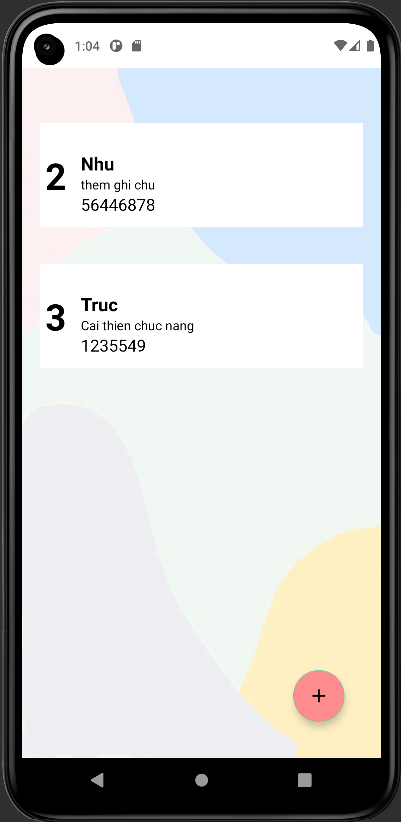 1:04
2
Nhu
them ghi chu
56446878
3
Truc
Cai thien chuc nang
1235549
+